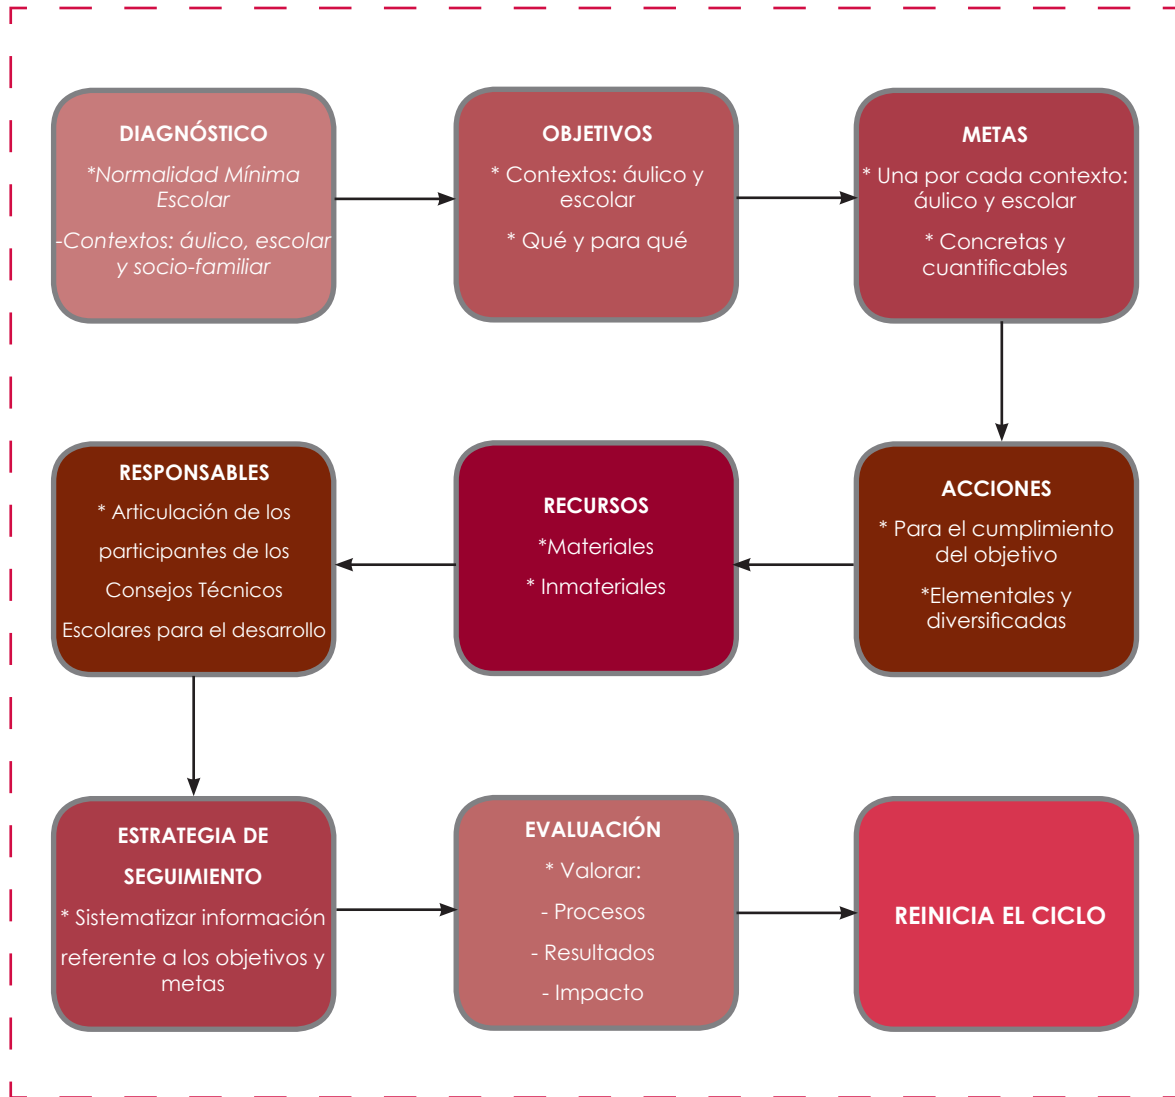 DIAGNÓSTICO
*Normalidad Mínima
Escolar
-Contextos: áulico, escolar
y socio-familiar
OBJETIVOS
* Contextos: áulico y
escolar
* Qué y para qué
METAS
* Una por cada contexto:
áulico y escolar
* Concretas y
cuantificables
ACCIONES
* Para el cumplimiento
del objetivo
*Elementales y
diversificadas
RECURSOS
*Materiales
* Inmateriales
RESPONSABLES
* Articulación de los
participantes de los
Consejos Técnicos
Escolares para el desarrollo
ESTRATEGIA DE
SEGUIMIENTO
* Sistematizar información
referente a los objetivos y
metas
EVALUACIÓN
* Valorar:
- Procesos
- Resultados
- Impacto
REINICIA EL CICLO